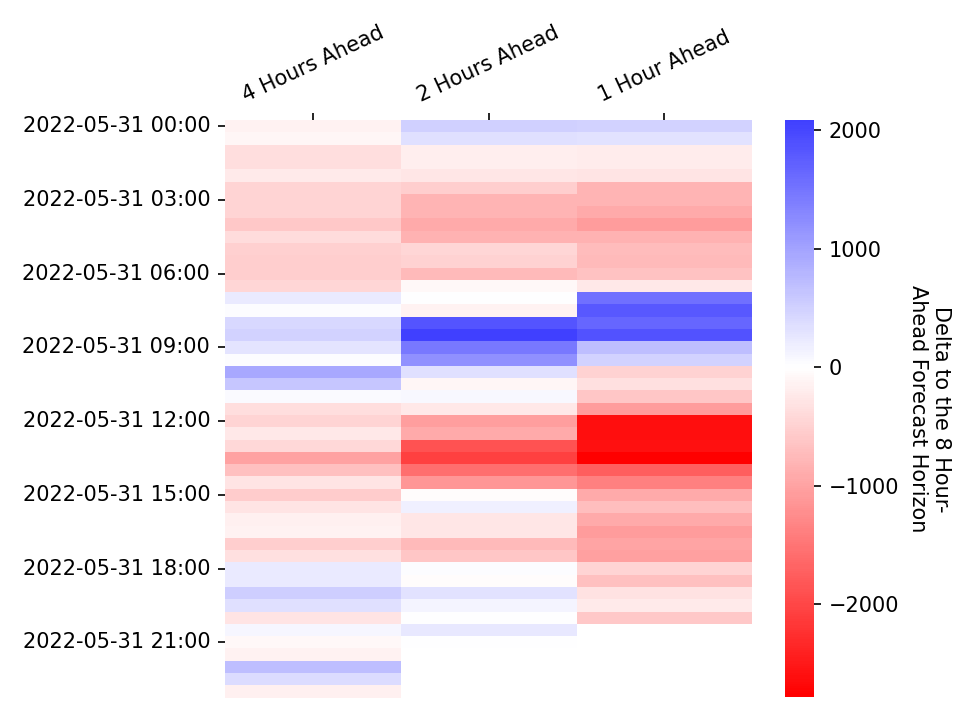 4 Hours Ahead
2 Hours Ahead
1 Hour Ahead
2022-05-31 00:00
2022-05-31 03:00
2022-05-31 06:00
2022-05-31 09:00
2022-05-31 12:00
2022-05-31 15:00
2022-05-31 18:00
2022-05-31 21:00
2000
1000
0
−1000
−2000
Delta to the 8 Hour-
Ahead Forecast Horizon